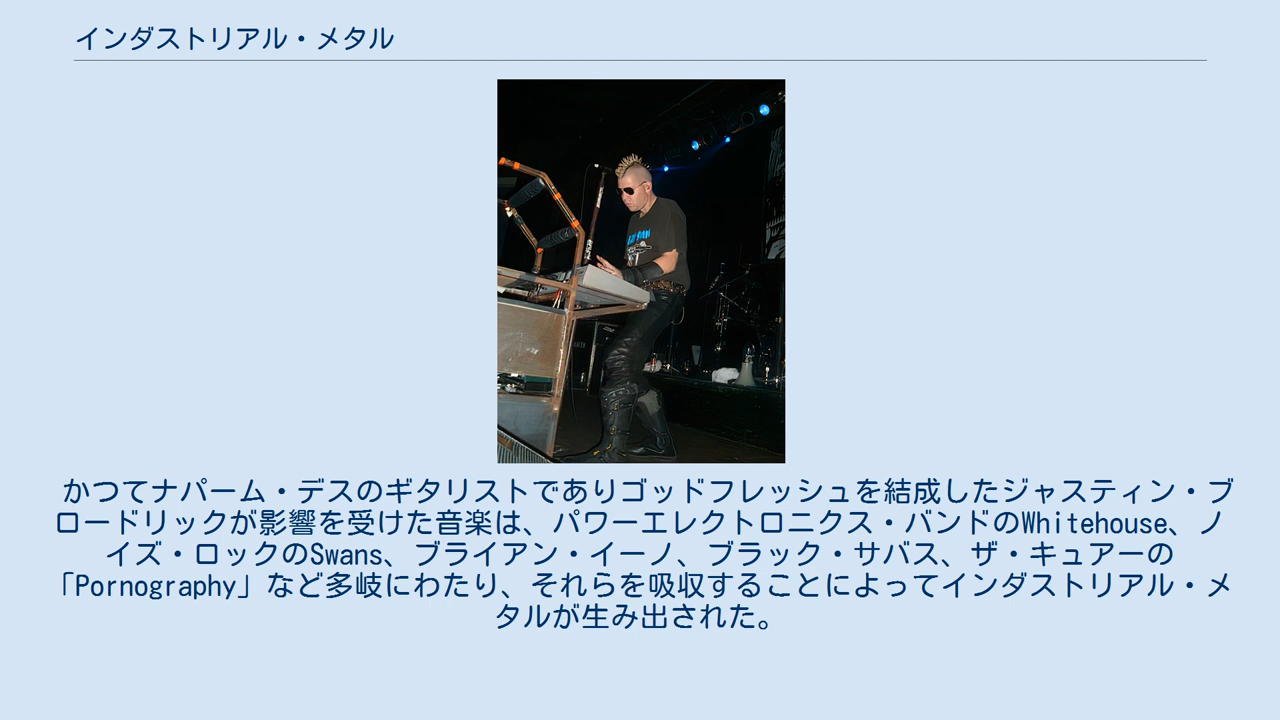 インダストリアル・メタル
かつてナパーム・デスのギタリストでありゴッドフレッシュを結成したジャスティン・ブ
ロードリックが影響を受けた音楽は、パワーエレクトロニクス・バンドのWhitehouse、ノ
イズ・ロックのSwans、ブライアン・イーノ、ブラック・サバス、ザ・キュアーの
「Pornography」など多岐にわたり、それらを吸収することによってインダストリアル・メ
タルが生み出された。